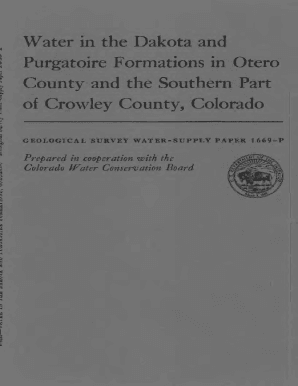 Water in the Dakota and
Purgatoire Formations in Otero
County and the Southern Part
of Crowley County, Colorado
GEOLOGICAL SURVEY WATER-SUPPLY PAPER 1669-P
Prepared in cooperation with the
Colorado Water Conservation Board